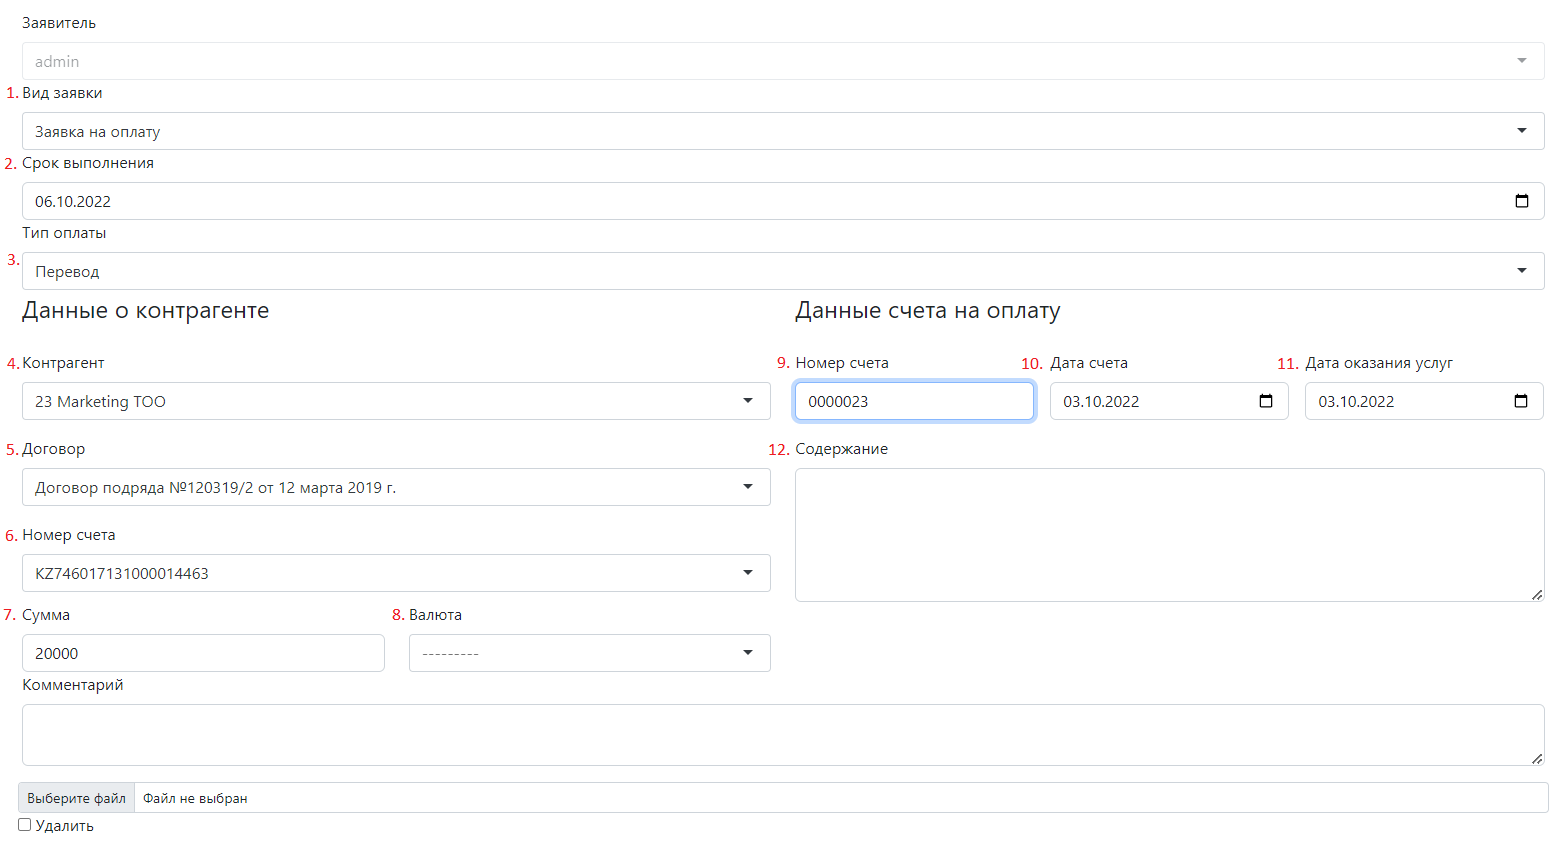 Заявитель
admin
1. Вид заявки
Заявка на оплату
2. Срок выполнения
06.10.2022
Тип оплаты
3. Перевод
Данные о контрагенте
4. Контрагент
23 Marketing ТОО
5. Договор
Договор подряда №120319/2 от 12 марта 2019 г.
6. Номер счета
KZ746017131000014463
7. Сумма
20000
8. Валюта
---------
Данные счета на оплату
9. Номер счета
0000023
10. Дата счета
03.10.2022
11. Дата оказания услуг
03.10.2022
12. Содержание
Комментарий
Выберите файл Файл не выбран
Удалить